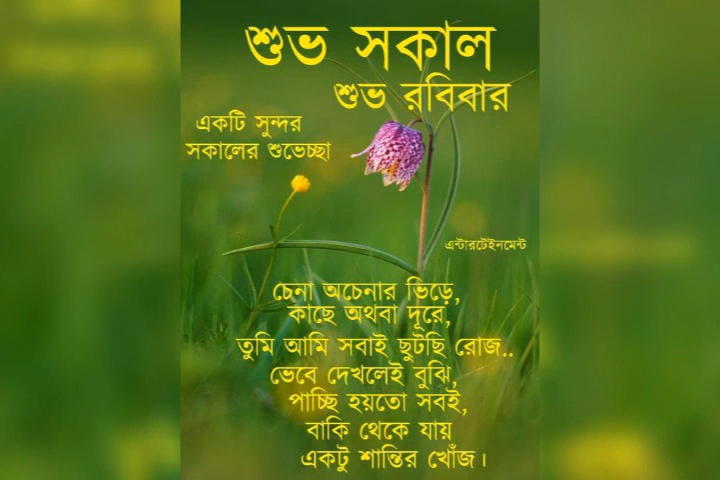 শুভ সকাল
শুভ রবিবার
একটি সুন্দর
সকালের শুভেচ্ছা
এন্টারটেইনমেন্ট
চেনা অচেনার ভিড়ে,
কাছে অথবা দূরে,
তুমি আমি সবাই ছুটছি রোজ..
ভেবে দেখলেই বুঝি,
পাচ্ছি হয়তো সবই,
বাকি থেকে যায়
একটু শান্তির খোঁজ।